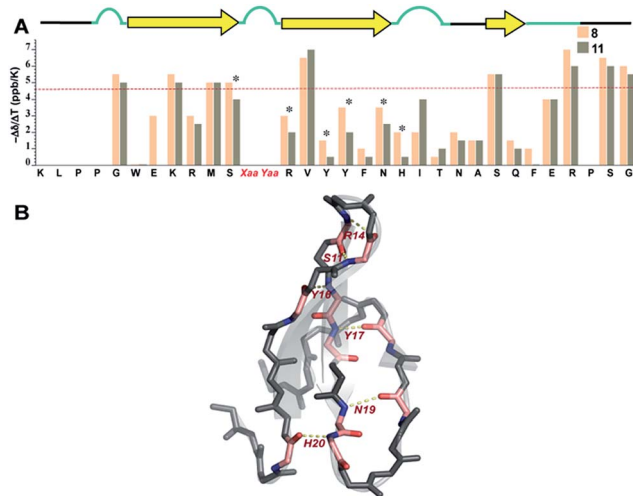 A
8
11
−Δδ/ΔT (ppb/K)
7
6
5
4
3
2
1
0
* * * * * *
K L P P G W E K R M S Xaa Yaa R V Y Y F N H I T N A S Q F E R P S G
B
R14
S11
Y16
Y17
N19
H20